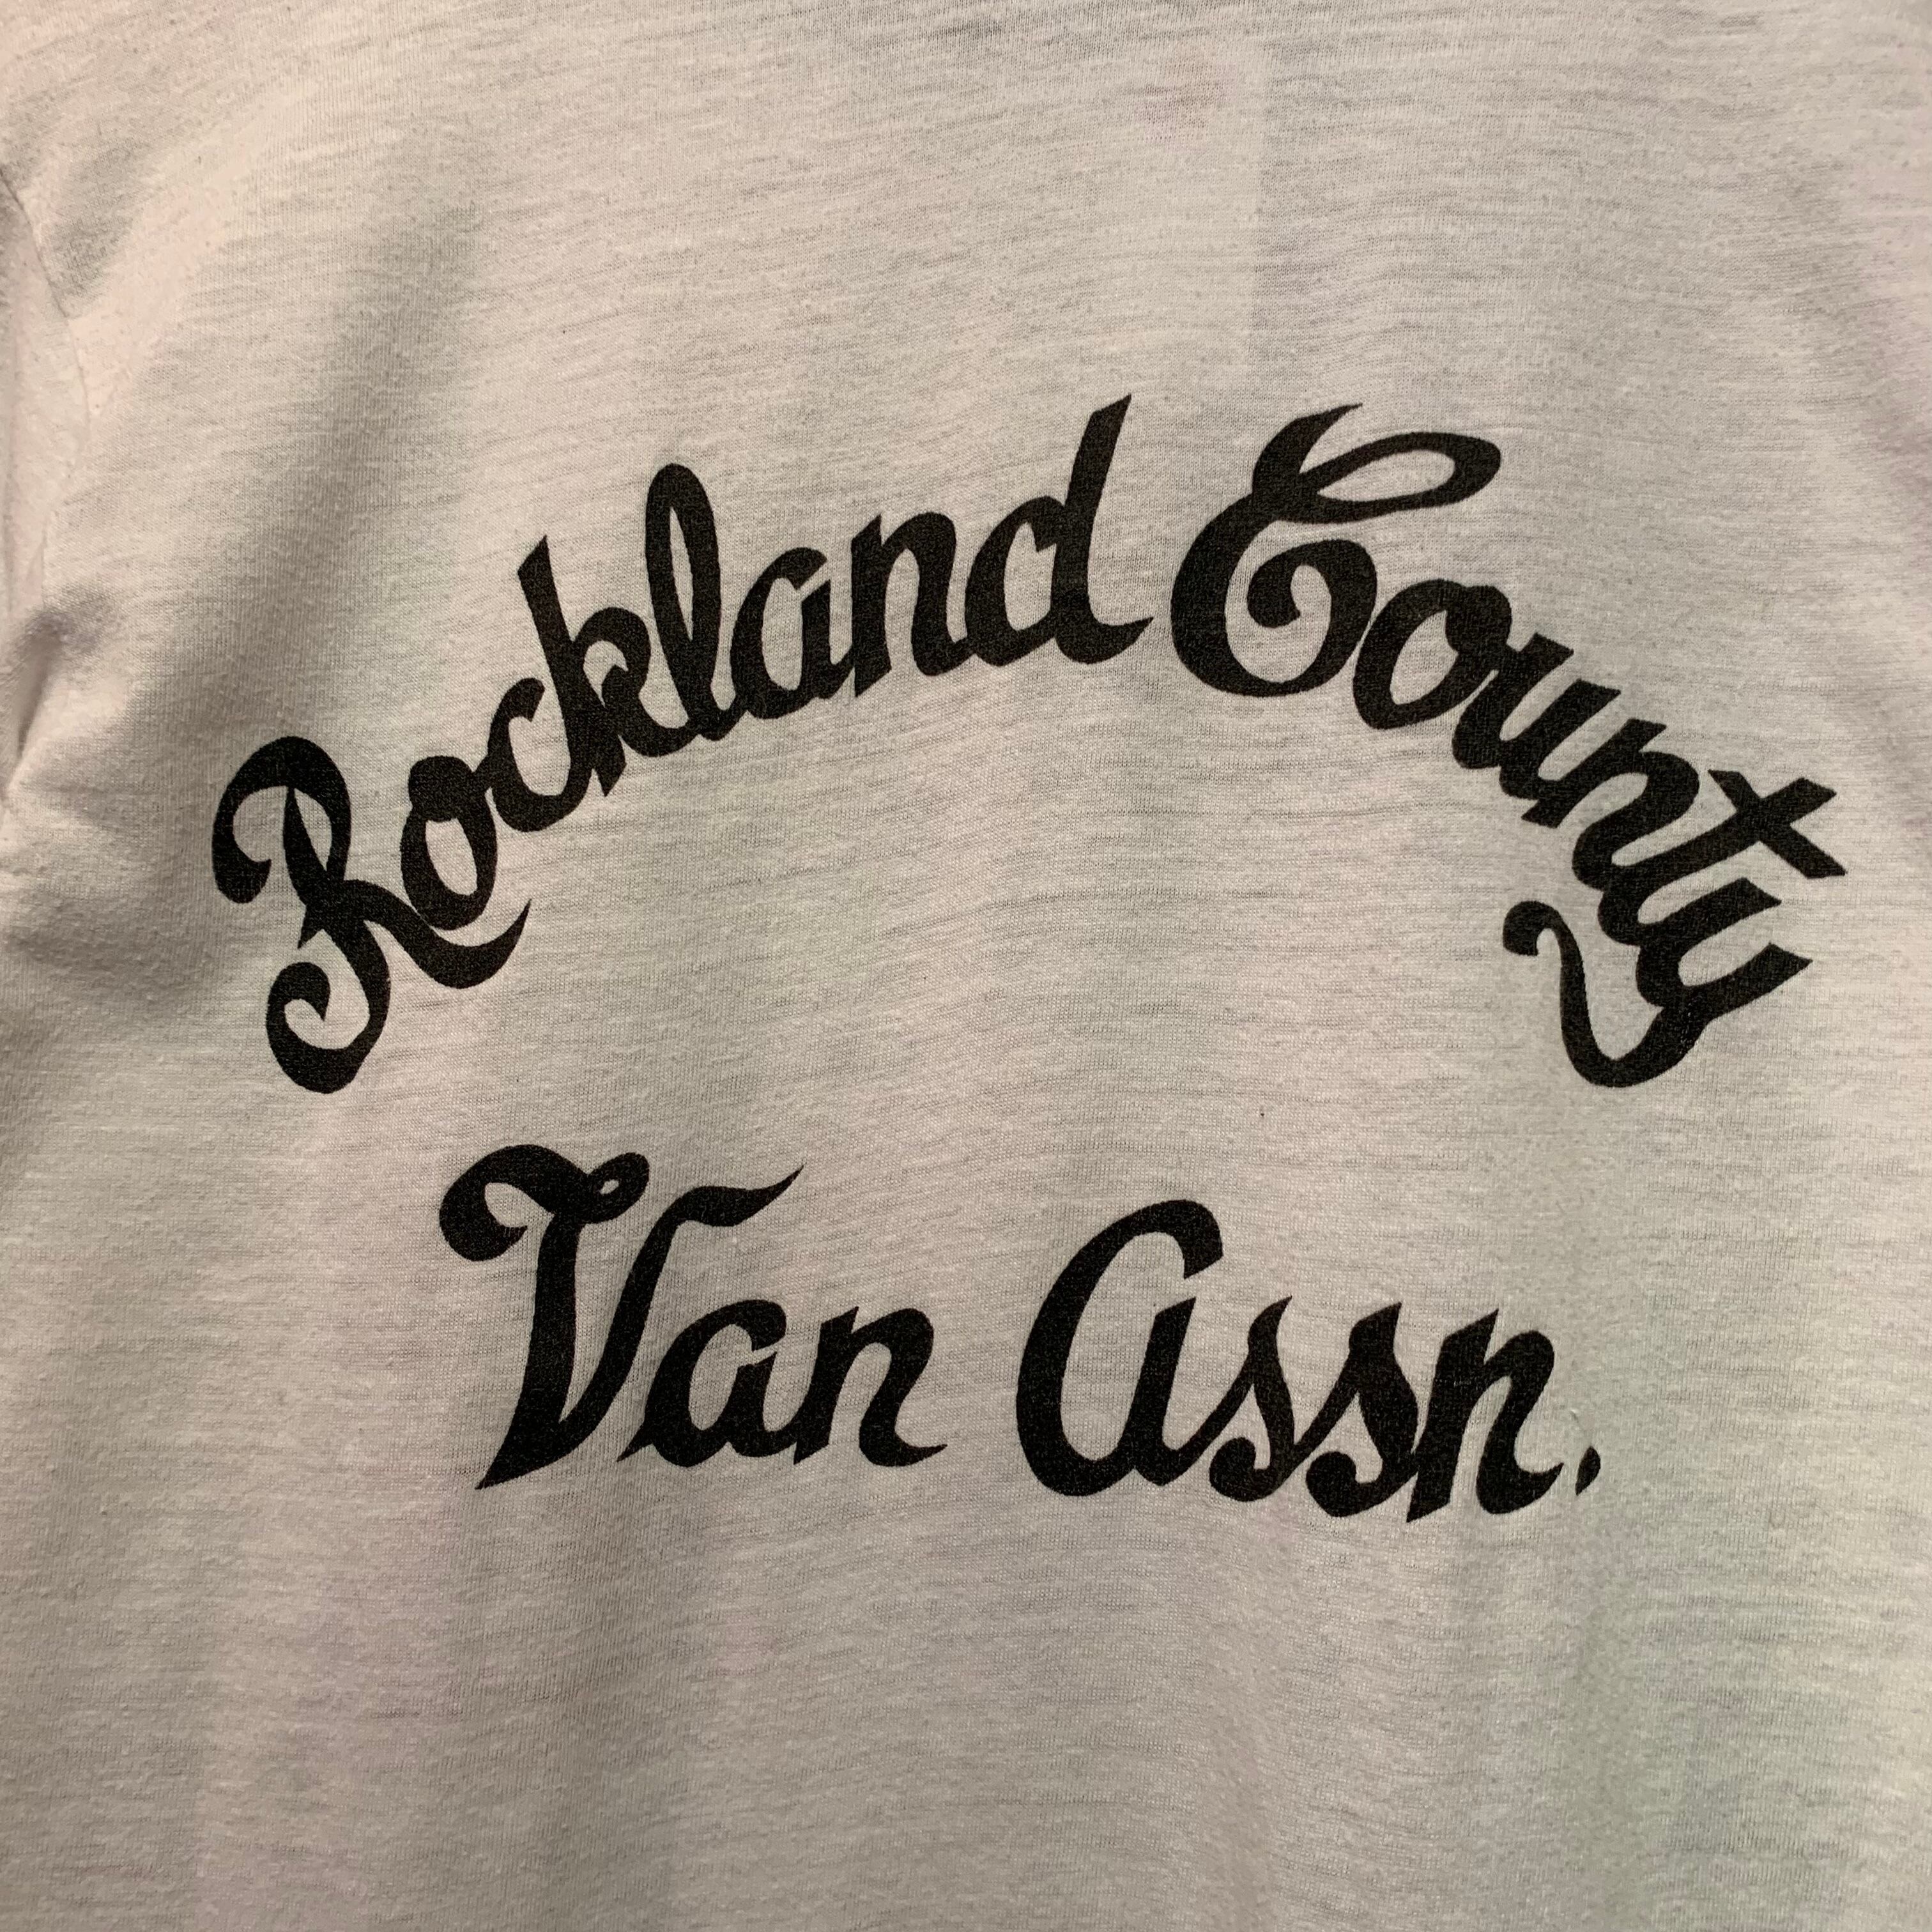 Rockland County
Van Assn.